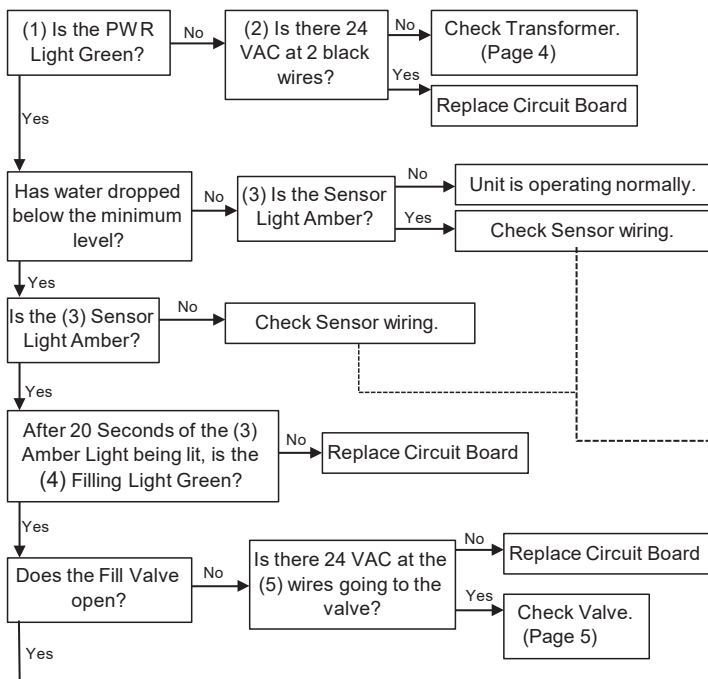 (1) Is the PWR
Light Green?
No
(2) Is there 24
VAC at 2 black
wires?
No
Check Transformer.
(Page 4)
Yes
Replace Circuit Board
Yes
Has water dropped
below the minimum
level?
No
(3) Is the Sensor
Light Amber?
No
Unit is operating normally.
Yes
Check Sensor wiring.
Yes
Is the (3) Sensor
Light Amber?
No
Check Sensor wiring.
Yes
After 20 Seconds of the (3)
Amber Light being lit, is the
(4) Filling Light Green?
No
Replace Circuit Board
Yes
Does the Fill Valve
open?
No
Is there 24 VAC at the
(5) wires going to the
valve?
No
Replace Circuit Board
Yes
Check Valve.
(Page 5)
Yes